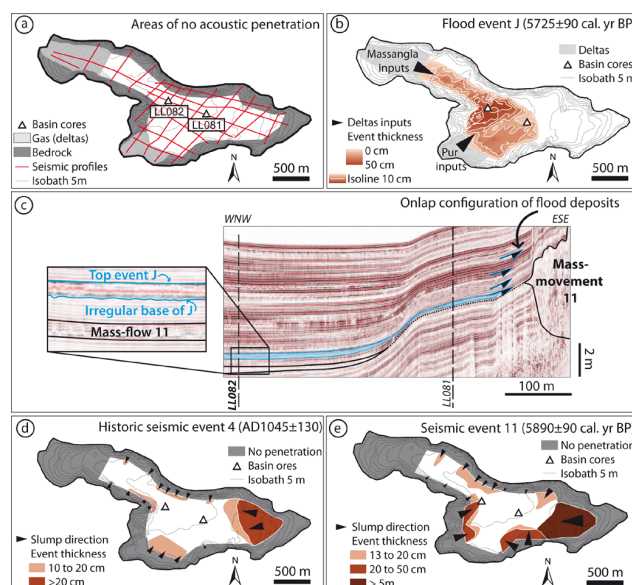 a
Areas of no acoustic penetration
LL082
LL081
Basin cores
Gas (deltas)
Bedrock
Seismic profiles
Isobath 5m
N
500 m
b
Flood event J (5725±90 cal. yr BP)
Massangla
inputs
Deltas
Basin cores
Isobath 5m
Deltas inputs
Event thickness
0 cm
50 cm
Isoline 10 cm
Pur
inputs
N
500 m
c
Onlap configuration of flood deposits
WNW
ESE
Top event J
Irregular base of J
Mass-flow 11
Mass-
movement
11
2 m
100 m
LL082
LL081
d
Historic seismic event 4 (AD1045±130)
No penetration
Basin ores
Isobath 5 m
Slump direction
Event thickness
10 to 20 cm
>20 cm
N
500 m
e
Seismic event 11 (5890±90 cal. yr BP)
No penetration
Basin cores
Isobath 5 m
Slump direction
Event thickness
13 to 20 cm
20 to 50 cm
> 5m
N
500 m